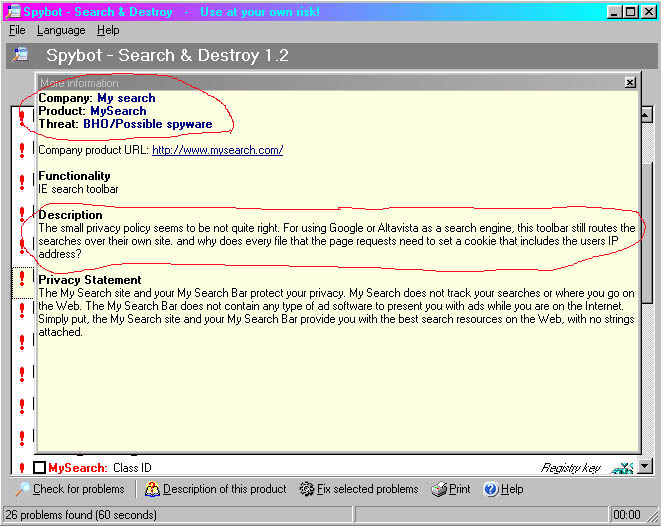 Spybot - Search & Destroy - Use at your own risk!
File Language Help
Spybot - Search & Destroy 1.2
More information
Company: My search
Product: MySearch
Threat: BHO/Possible spyware
Company product URL: http://www.mysearch.com/
Functionality
IE search toolbar
Description
The small privacy policy seems to be not quite right. For using Google or Altavista as a search engine, this toolbar still routes the
searches over their own site. and why does every file that the page requests need to set a cookie that includes the users IP
address?
Privacy Statement
The My Search site and your My Search Bar protect your privacy. My Search does not track your searches or where you go on
the Web. The My Search Bar does not contain any type of ad software to present you with ads while you are on the Internet.
Simply put, the My Search site and your My Search Bar provide you with the best search resources on the Web, with no strings
attached.
MySearch: Class ID Registry key
Check for problems Description of this product Fix selected problems Print Help
26 problems found (60 seconds) 00:00